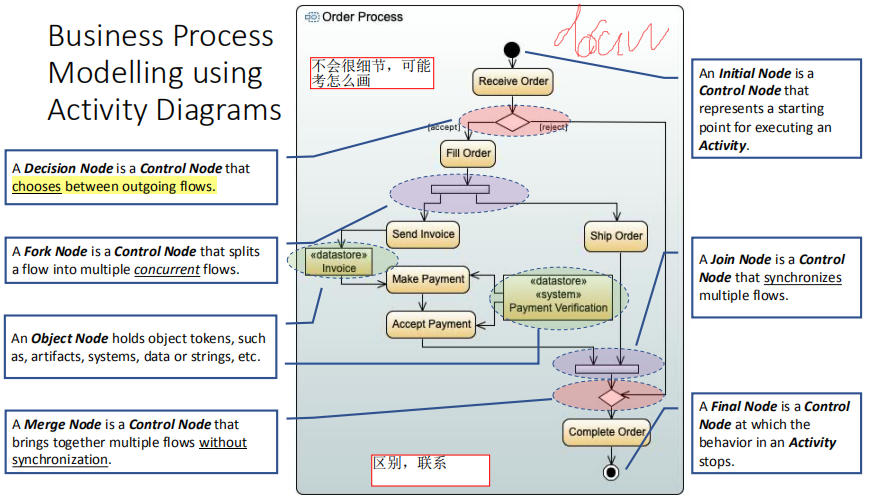 Business Process
Modelling using
Activity Diagrams
Order Process
不会很细节，可能
考怎么画
Receive Order
[accept]
[reject]
Fill Order
Send Invoice
Ship Order
«datastore»
Invoice
Make Payment
«datastore»
«system»
Payment Verification
Accept Payment
Complete Order
区别，联系
A Decision Node is a Control Node that
chooses between outgoing flows.
A Fork Node is a Control Node that splits
a flow into multiple concurrent flows.
An Object Node holds object tokens, such
as, artifacts, systems, data or strings, etc.
A Merge Node is a Control Node that
brings together multiple flows without
synchronization.
An Initial Node is a
Control Node that
represents a starting
point for executing an
Activity.
A Join Node is a Control
Node that synchronizes
multiple flows.
A Final Node is a Control
Node at which the
behavior in an Activity
stops.